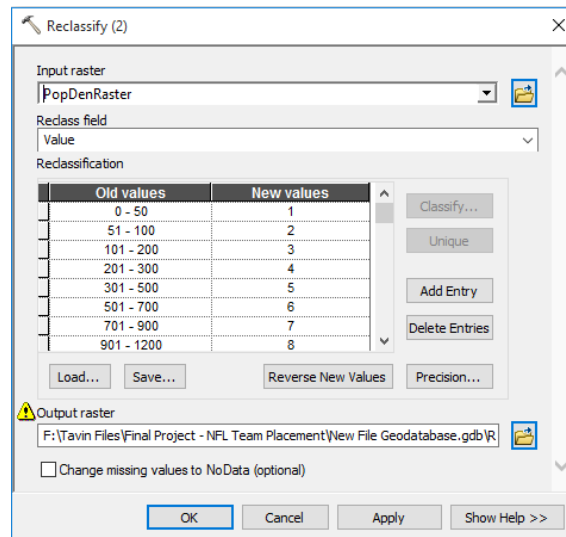 Reclassify (2)
Input raster
PopDenRaster
Reclass field
Value
Reclassification
Old values New values
0 - 50 1
51 - 100 2
101 - 200 3
201 - 300 4
301 - 500 5
501 - 700 6
701 - 900 7
901 - 1200 8
Classify...
Unique
Add Entry
Delete Entries
Load... Save... Reverse New Values Precision...
Output raster
F:\Tavin Files\Final Project - NFL Team Placement\New File Geodatabase.gdb\R
Change missing values to NoData (optional)
OK Cancel Apply Show Help >>